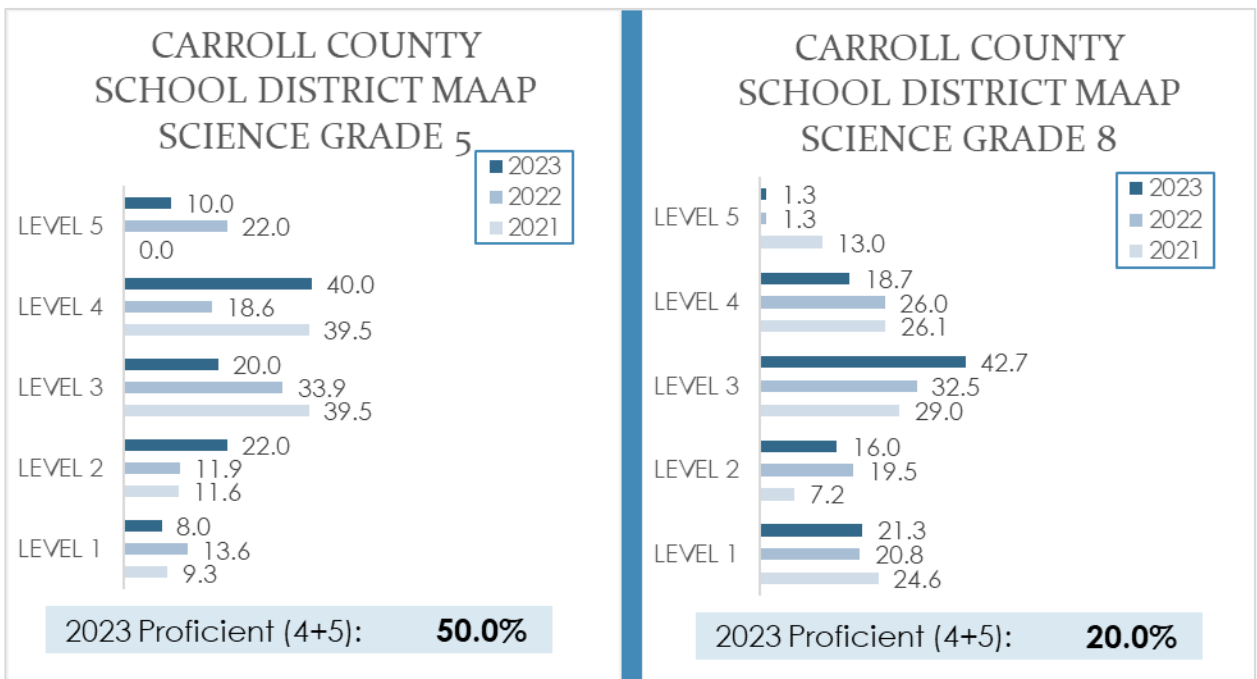 CARROLL COUNTY
SCHOOL DISTRICT MAAP
SCIENCE GRADE 5
2023
2022
2021
LEVEL 5
10.0
22.0
0.0
LEVEL 4
40.0
18.6
39.5
LEVEL 3
20.0
33.9
39.5
LEVEL 2
22.0
11.9
11.6
LEVEL 1
8.0
13.6
9.3
2023 Proficient (4+5): 50.0%
CARROLL COUNTY
SCHOOL DISTRICT MAAP
SCIENCE GRADE 8
2023
2022
2021
LEVEL 5
1.3
1.3
13.0
LEVEL 4
18.7
26.0
26.1
LEVEL 3
42.7
32.5
29.0
LEVEL 2
16.0
19.5
7.2
LEVEL 1
21.3
20.8
24.6
2023 Proficient (4+5): 20.0%